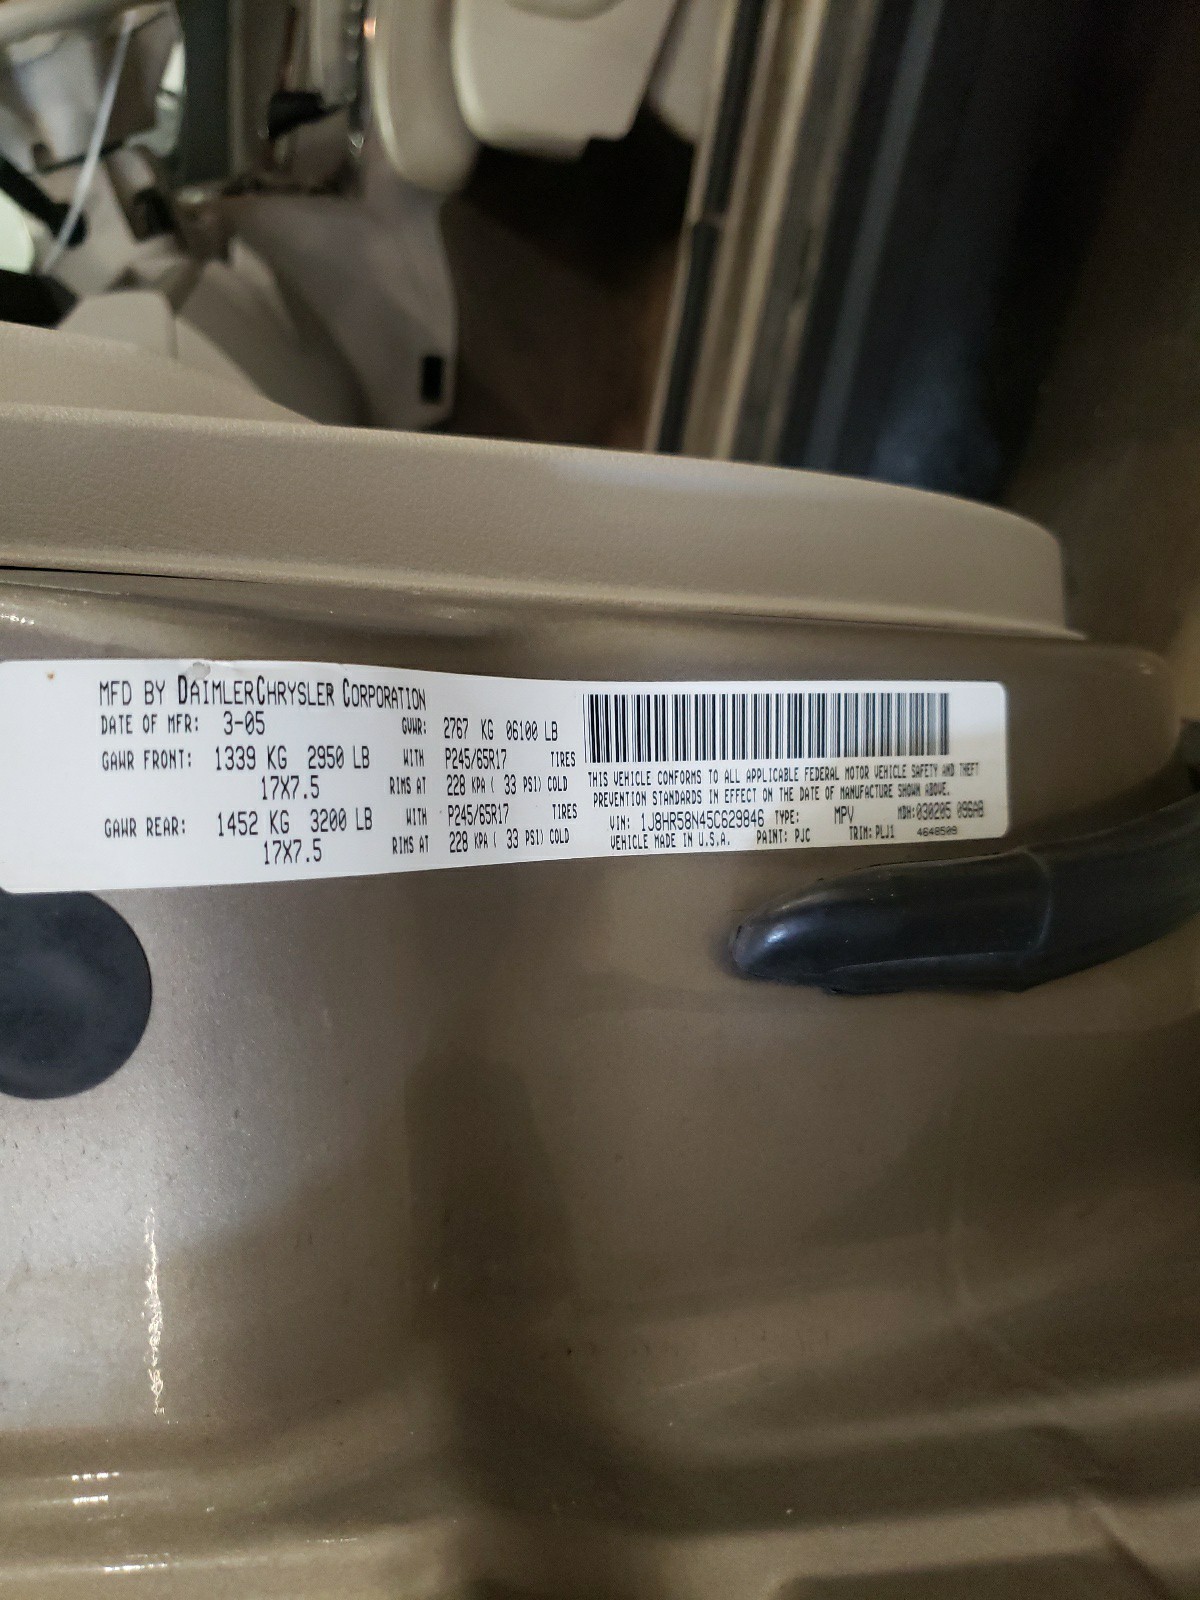 MFD BY DAIMLERCHRYSLER CORPORATION
DATE OF MFR: 3-05 GVWR: 2767 KG 06100 LB
GAWR FRONT: 1339 KG 2950 LB WITH P245/65R17 TIRES
17X7.5 RIMS AT 228 KPA ( 33 PSI) COLD
GAWR REAR: 1452 KG 3200 LB WITH P245/65R17 TIRES
17X7.5 RIMS AT 228 KPA ( 33 PSI) COLD
THIS VEHICLE CONFORMS TO ALL APPLICABLE FEDERAL MOTOR VEHICLE SAFETY AND THEFT
PREVENTION STANDARDS IN EFFECT ON THE DATE OF MANUFACTURE SHOWN ABOVE.
VIN: 1J8HR58N45C629846 TYPE: MPV MDH:030205 096AB
VEHICLE MADE IN U.S.A. PAINT: PJC TRIM: PLJ1